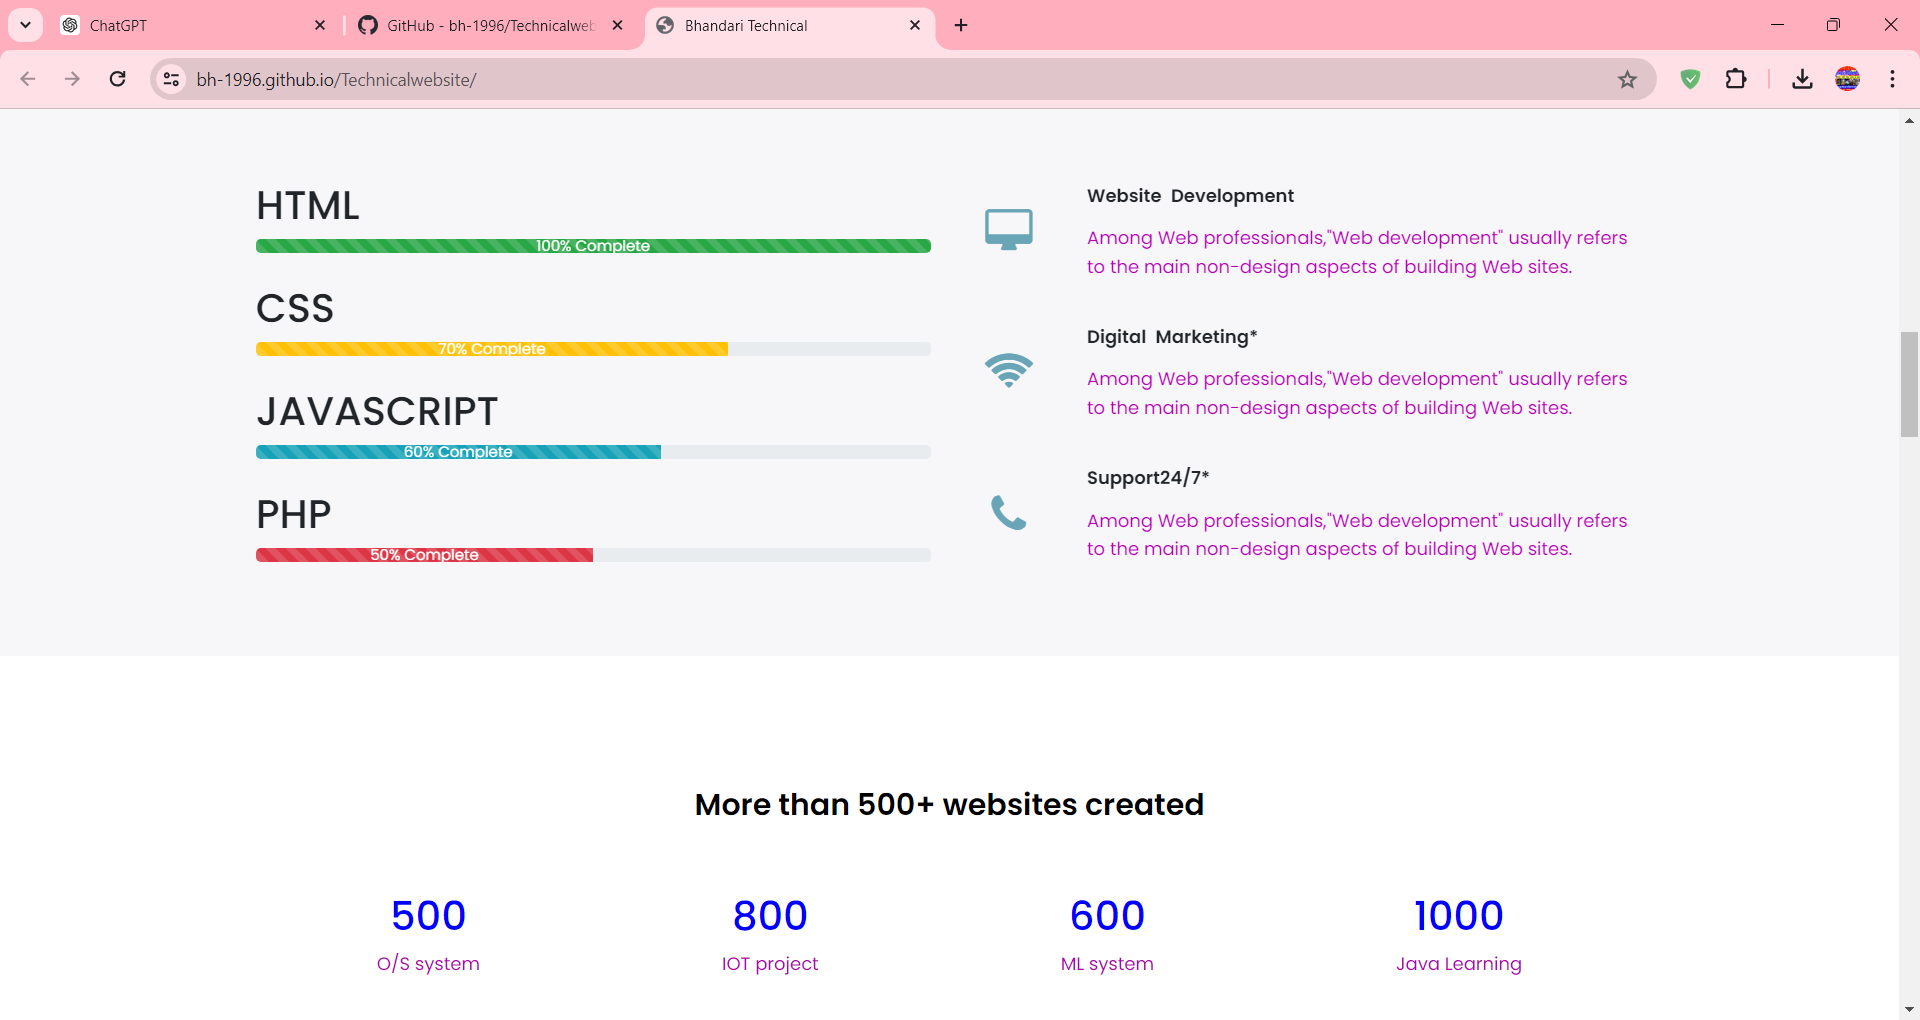 ChatGPT
GitHub - bh-1996/Technicalweb
Bhandari Technical
bh-1996.github.io/Technicalwebsite/
HTML
100% Complete
CSS
70% Complete
JAVASCRIPT
60% Complete
PHP
50% Complete
Website Development
Among Web professionals,"Web development" usually refers
to the main non-design aspects of building Web sites.
Digital Marketing*
Among Web professionals,"Web development" usually refers
to the main non-design aspects of building Web sites.
Support24/7*
Among Web professionals,"Web development" usually refers
to the main non-design aspects of building Web sites.
More than 500+ websites created
500
O/S system
800
IOT project
600
ML system
1000
Java Learning